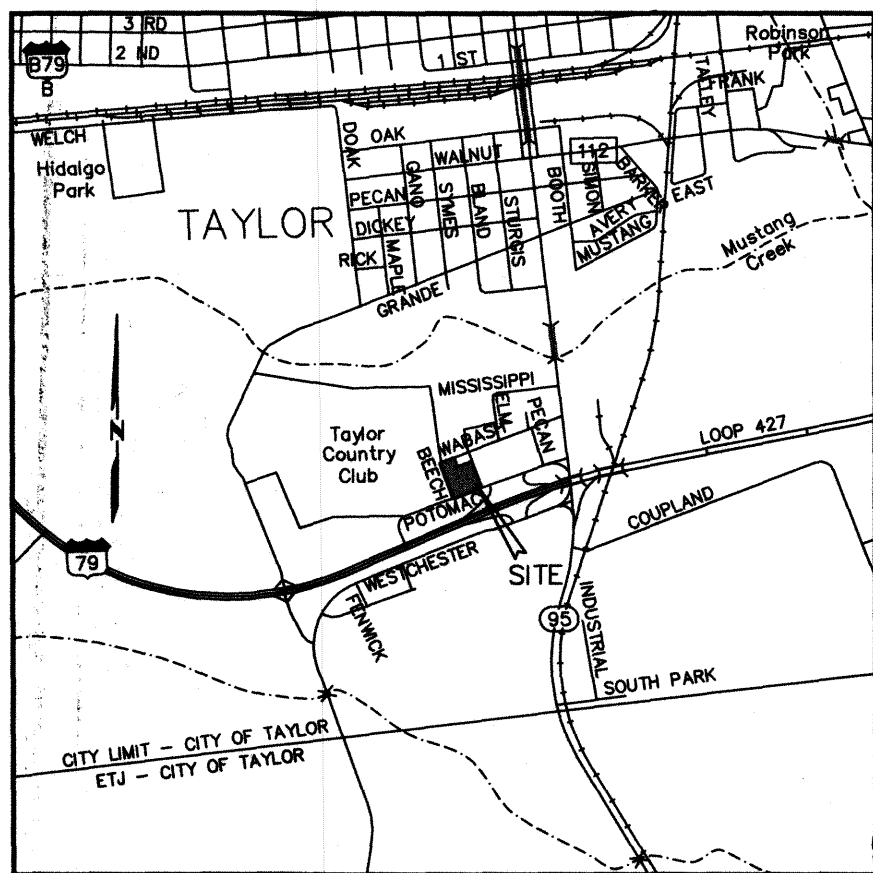 3 RD
2 ND
B79
B
1 ST
Robinson
Park
TALLEY
FRANK
WELCH
Hidalgo
Park
DOAK
OAK
WALNUT
112
BARKER
EAST
PECAN
GANO
SYMES
BLAND
STURGIS
BOOTH
SIMON
AVERY
MUSTANG
TAYLOR
DICKEY
RICK
MAPLE
GRANDE
Mustang
Creek
N
MISSISSIPPI
ELM
PECAN
WABAS
Taylor
Country
Club
BEECH
LOOP 427
POTOMAC
COUPLAND
79
WESTCHESTER
SITE
FENWICK
95
INDUSTRIAL
SOUTH PARK
CITY LIMIT - CITY OF TAYLOR
ETJ - CITY OF TAYLOR